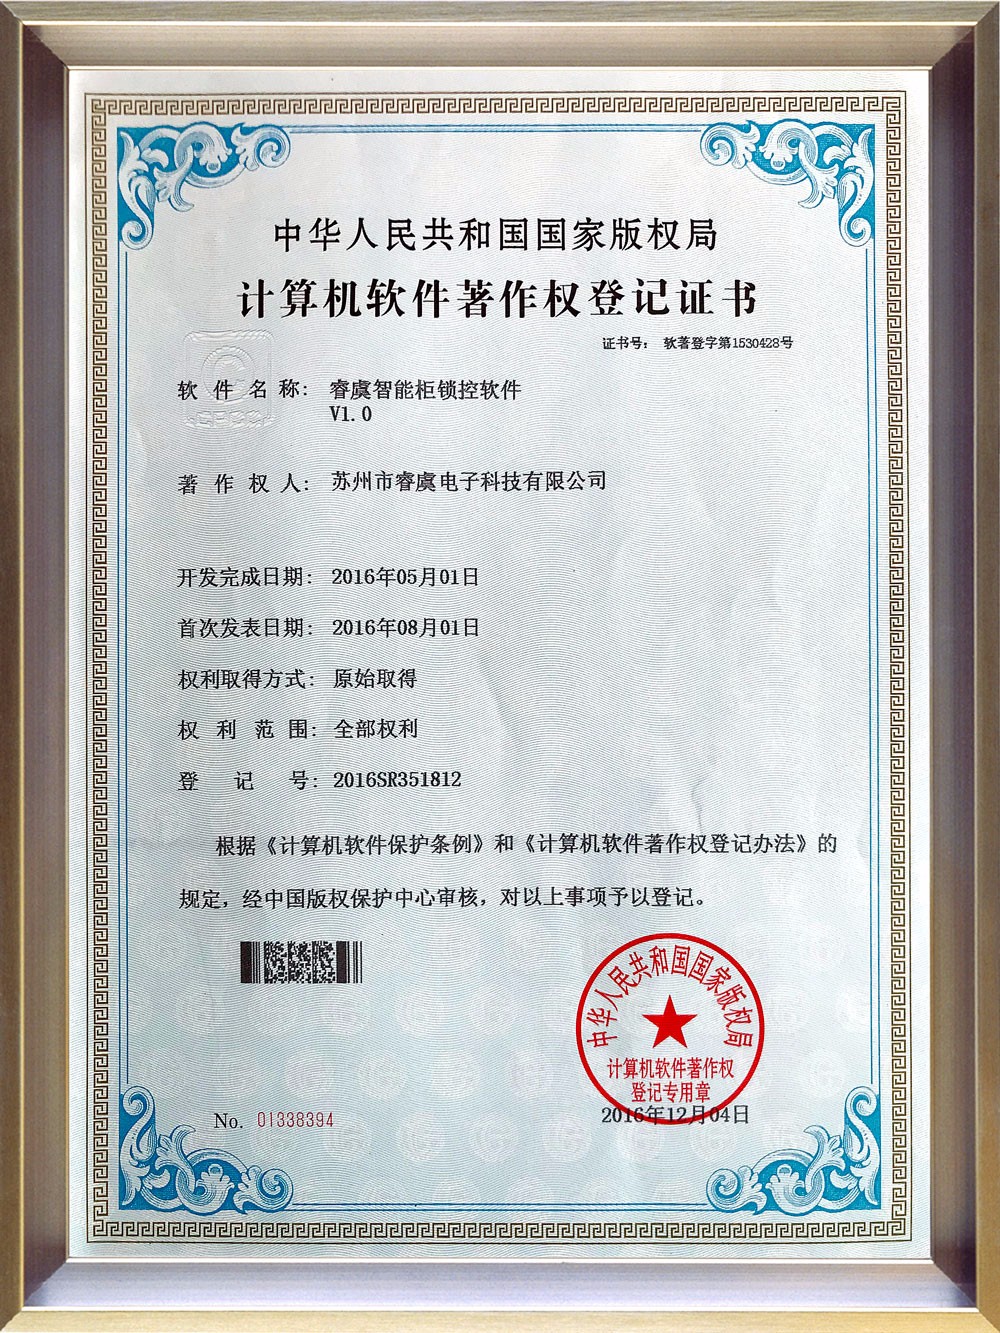 中华人民共和国国家版权局
计算机软件著作权登记证书
证书号： 软著登字第1530428号
软件名称： 睿虞智能柜锁控软件
V1.0
著作权人： 苏州市睿虞电子科技有限公司
开发完成日期： 2016年05月01日
首次发表日期： 2016年08月01日
权利取得方式： 原始取得
权利范围： 全部权利
登记号： 2016SR351812
根据《计算机软件保护条例》和《计算机软件著作权登记办法》的
规定，经中国版权保护中心审核，对以上事项予以登记。
中华人民共和国国家版权局
计算机软件著作权
登记专用章
2016年12月04日
No. 01338394